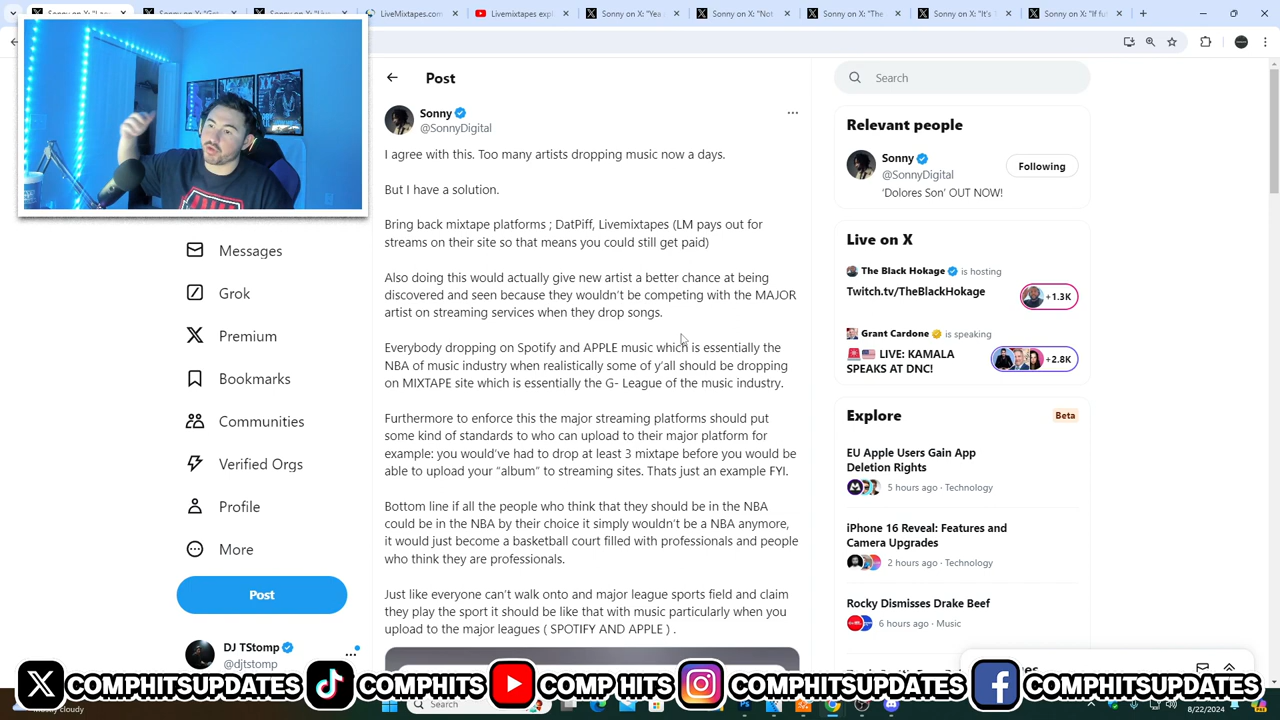 LiveMixtapes.com
Livemixtapes exp
Sonny on X: "Yea
Sonny on X:
Sonny on X:
Sonny on X: "It's
Sonny on X: "If ful
Post
Sonny
@SonnyDigital
I agree with this. Too many artists dropping music now a days.
But I have a solution.
Bring back mixtape platforms ; DatPiff, Livemixtapes (LM pays out for
streams on their site so that means you could still get paid)
Also doing this would actually give new artist a better chance at being
discovered and seen because they wouldn't be competing with the MAJOR
artist on streaming services when they drop songs.
Everybody dropping on Spotify and APPLE music which is essentially the
NBA of music industry when realistically some of y'all should be dropping
on MIXTAPE site which is essentially the G- League of the music industry.
Furthermore to enforce this the major streaming platforms should put
some kind of standards to who can upload to their major platform for
example: you would've had to drop at least 3 mixtape before you would be
able to upload your "album" to streaming sites. Thats just an example FYI.
Bottom line if all the people who think that they should be in the NBA
could be in the NBA by their choice it simply wouldn't be a NBA anymore,
it would just become a basketball court filled with professionals and people
who think they are professionals.
Just like everyone can't walk onto and major league sports field and claim
they play the sport it should be like that with music particularly when you
upload to the major leagues ( SPOTIFY AND APPLE ) .
Messages
Grok
Premium
Bookmarks
Communities
Verified Orgs
Profile
More
Post
DJ TStomp
@djtstomp
Search
Relevant people
Sonny
@SonnyDigital
Following
'Dolores Son' OUT NOW!
Live on X
The Black Hokage is hosting
Twitch.tv/TheBlackHokage
+1.3K
Grant Cardone is speaking
LIVE: KAMALA
SPEAKS AT DNC!
+2.8K
Explore
Beta
EU Apple Users Gain App
Deletion Rights
5 hours ago · Technology
iPhone 16 Reveal: Features and
Camera Upgrades
2 hours ago · Technology
Rocky Dismisses Drake Beef
6 hours ago · Music
COMPHITSUPDATES
COMPHITS
COMP HITS
COMPHITSUPDATES
COMPHITSUPDATES
Mostly cloudy
Search
8/22/2024